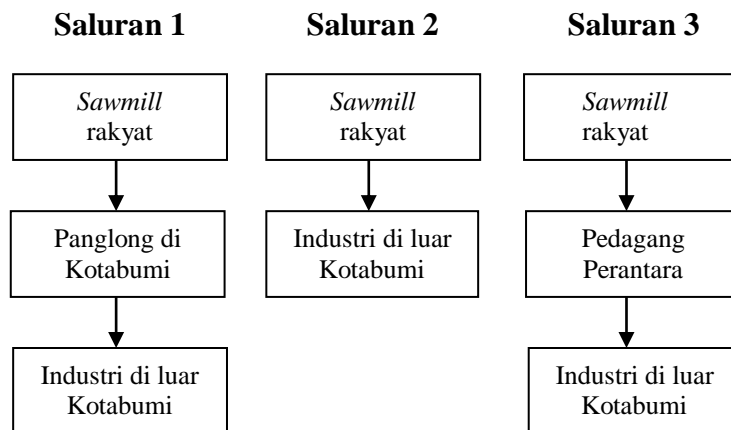 Saluran 1
Saluran 2
Saluran 3
Sawmill
rakyat
Sawmill
rakyat
Sawmill
rakyat
Panglong di
Kotabumi
Industri di luar
Kotabumi
Pedagang
Perantara
Industri di luar
Kotabumi
Industri di luar
Kotabumi